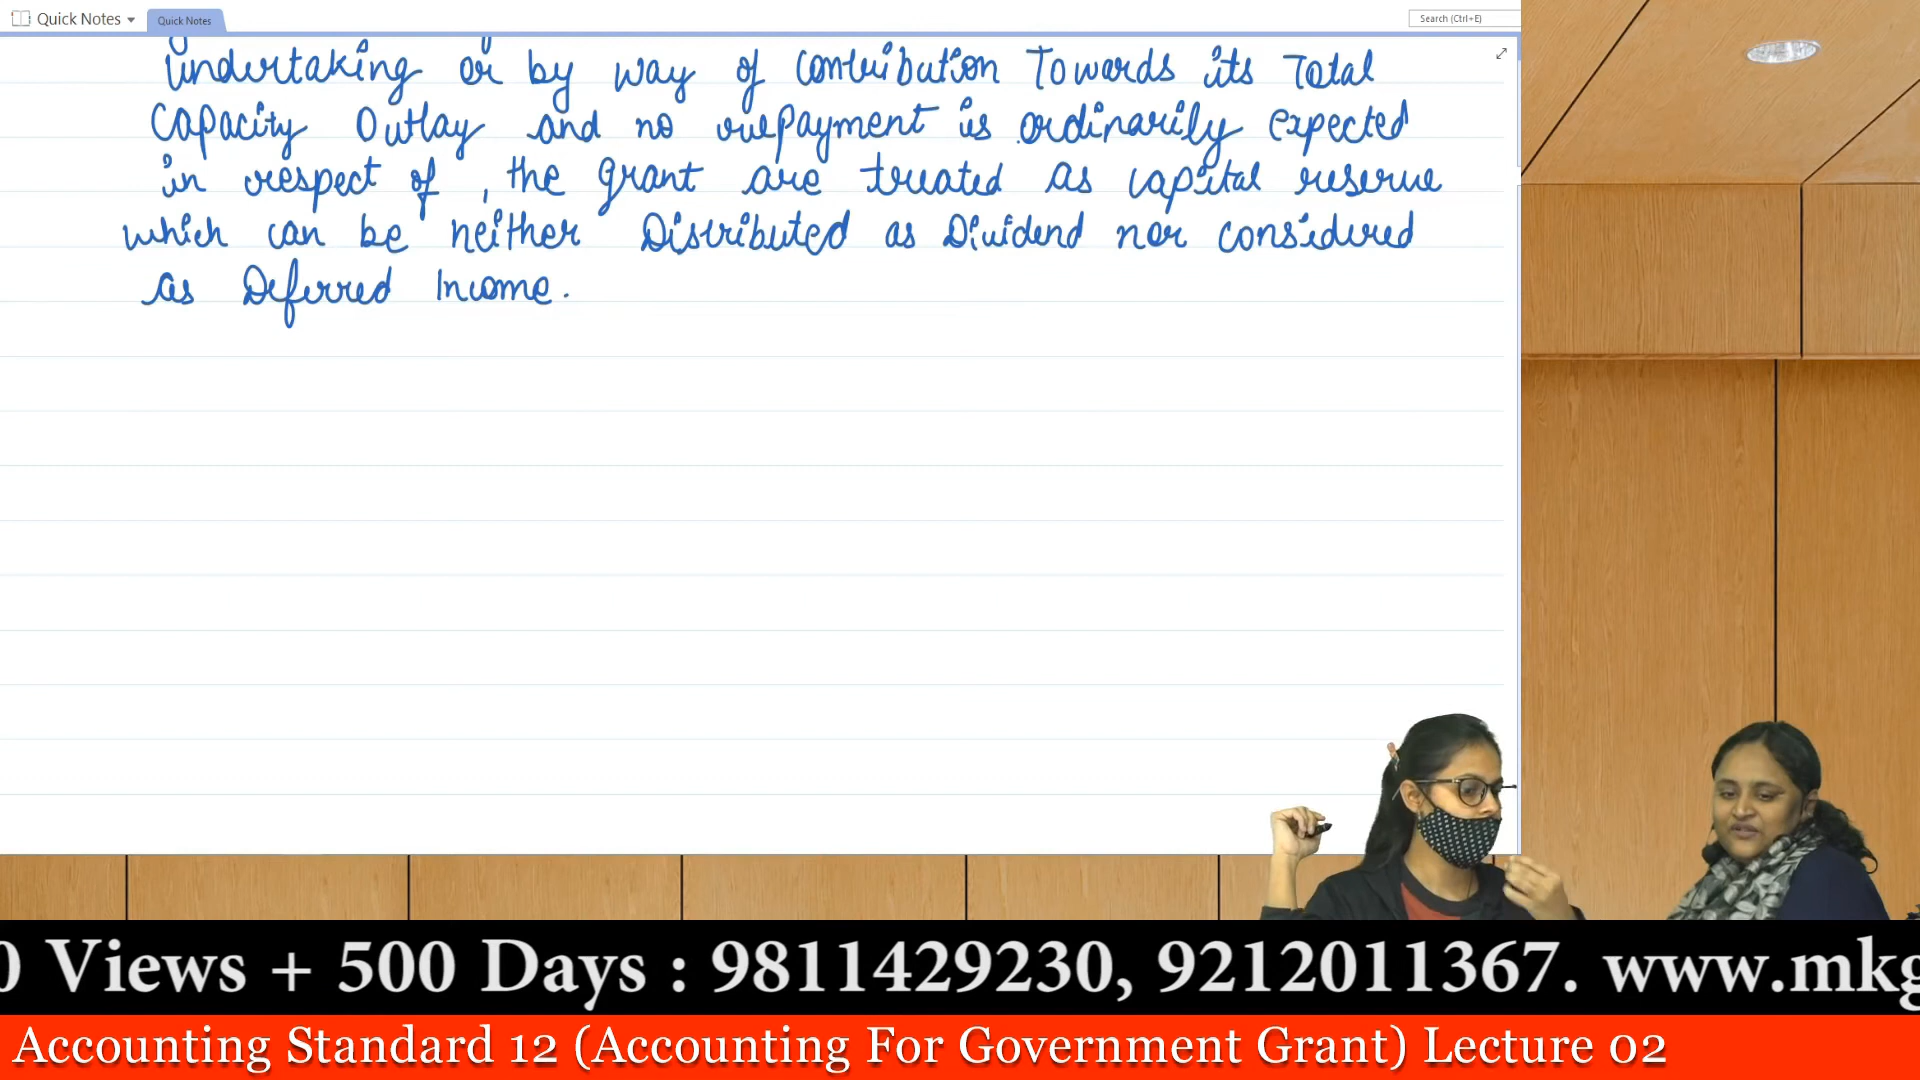 Quick Notes
Quick Notes
Search (Ctrl+E)
undertaking or by way of contribution Towards its Total
Capacity Outlay and no repayment is ordinarily expected
in respect of, the grant are treated as capital reserve
which can be neither Distributed as Dividend nor considered
as Deferred Income.
0 Views + 500 Days : 9811429230, 9212011367. www.mkg
Accounting Standard 12 (Accounting For Government Grant) Lecture 02